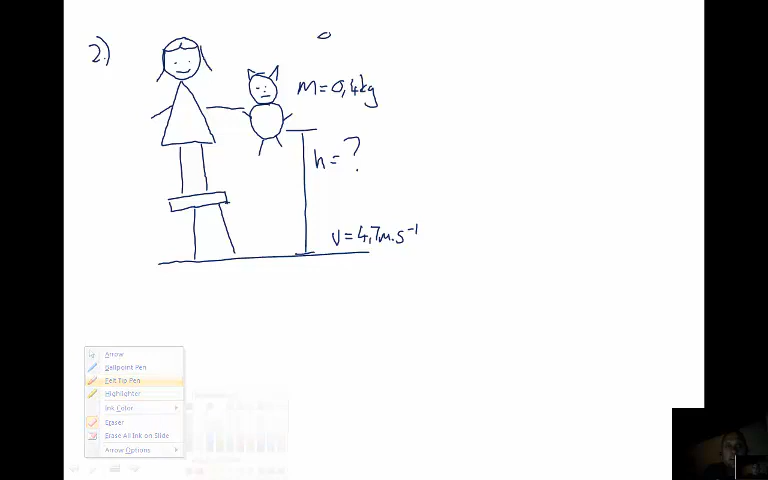 2.)
m=0,4kg
h=?
v=4,7m.s⁻¹
Arrow
Ballpoint Pen
Felt Tip Pen
Highlighter
Ink Color
Eraser
Erase All Ink on Slide
Arrow Options